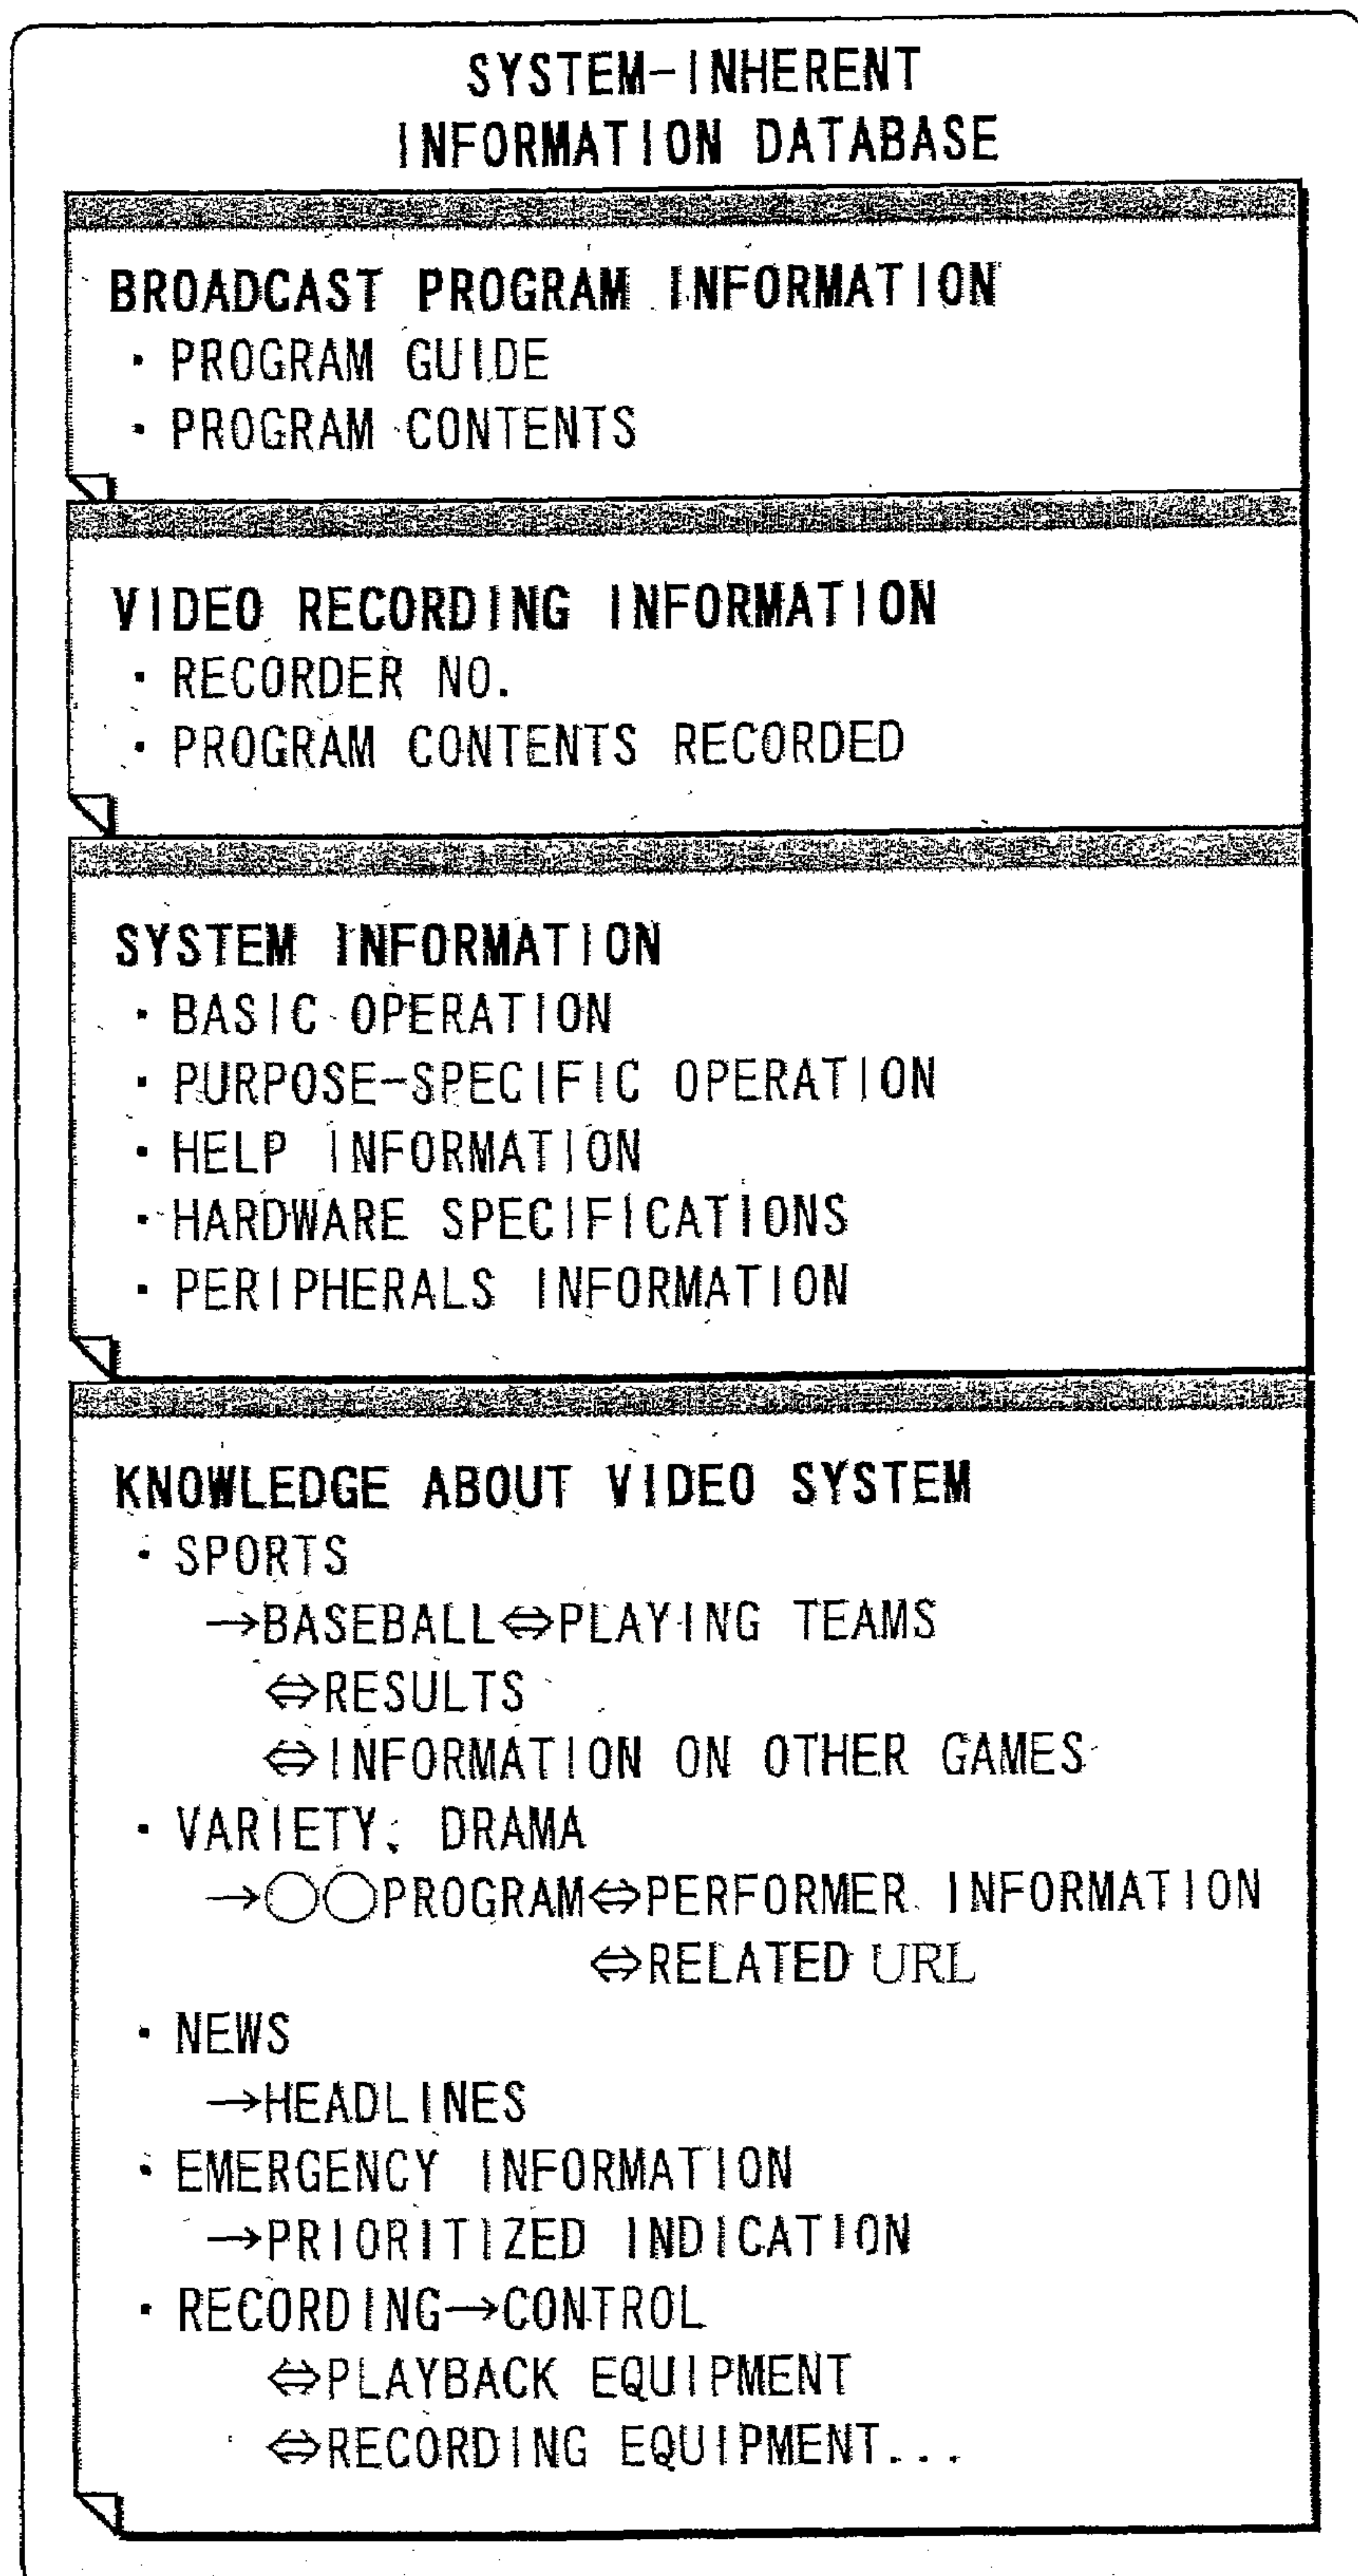 SYSTEM-INHERENT
INFORMATION DATABASE
BROADCAST PROGRAM INFORMATION
・PROGRAM GUIDE
・PROGRAM CONTENTS
VIDEO RECORDING INFORMATION
・RECORDER NO.
・PROGRAM CONTENTS RECORDED
SYSTEM INFORMATION
・BASIC OPERATION
・PURPOSE-SPECIFIC OPERATION
・HELP INFORMATION
・HARDWARE SPECIFICATIONS
・PERIPHERALS INFORMATION
KNOWLEDGE ABOUT VIDEO SYSTEM
・SPORTS
→BASEBALL⇔PLAYING TEAMS
⇔RESULTS
⇔INFORMATION ON OTHER GAMES
・VARIETY, DRAMA
→○○PROGRAM⇔PERFORMER INFORMATION
⇔RELATED URL
・NEWS
→HEADLINES
・EMERGENCY INFORMATION
→PRIORITIZED INDICATION
・RECORDING→CONTROL
⇔PLAYBACK EQUIPMENT
⇔RECORDING EQUIPMENT...